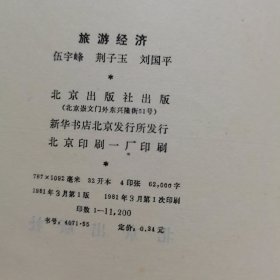 旅游经济
伍宇峰 荆子玉 刘国平
*
北京出版社出版
(北京崇文门外东兴隆街51号)
新华书店北京发行所发行
北京印刷一厂印刷
*
787×1092毫米 32开本 4印张 62,000字
1981年3月第1版 1981年3月第1次印刷
印数 1—11,200
书号：4071·55 定价：0.34元